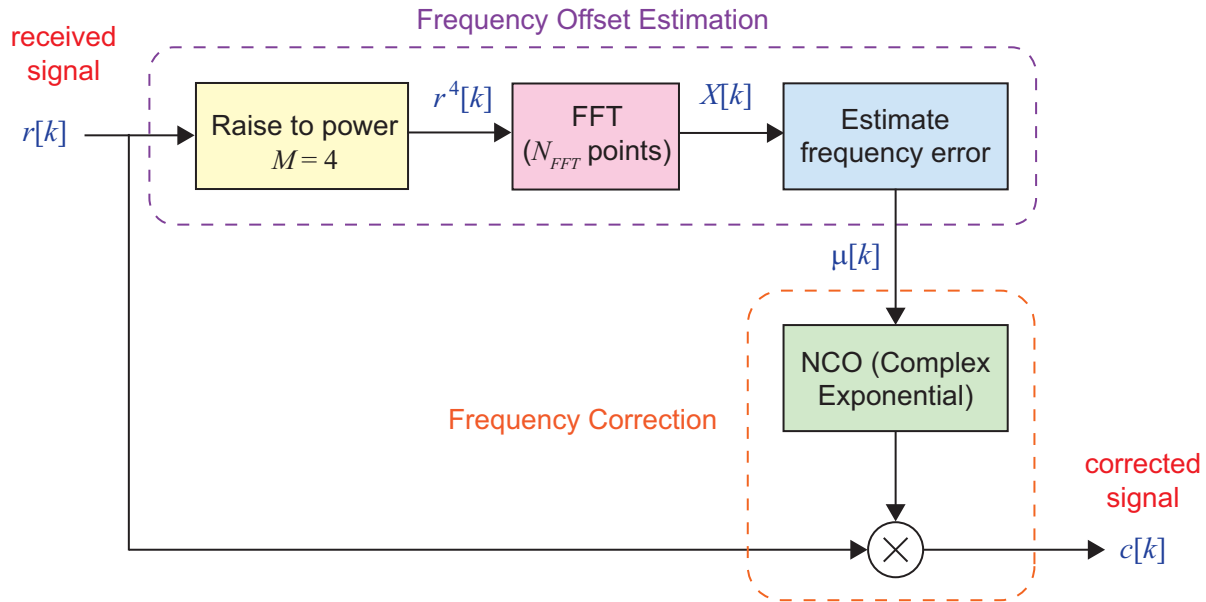 Frequency Offset Estimation
received
signal
r[k]
Raise to power
M = 4
r⁴[k]
FFT
(N_FFT points)
X[k]
Estimate
frequency error
μ[k]
NCO (Complex
Exponential)
Frequency Correction
corrected
signal
c[k]